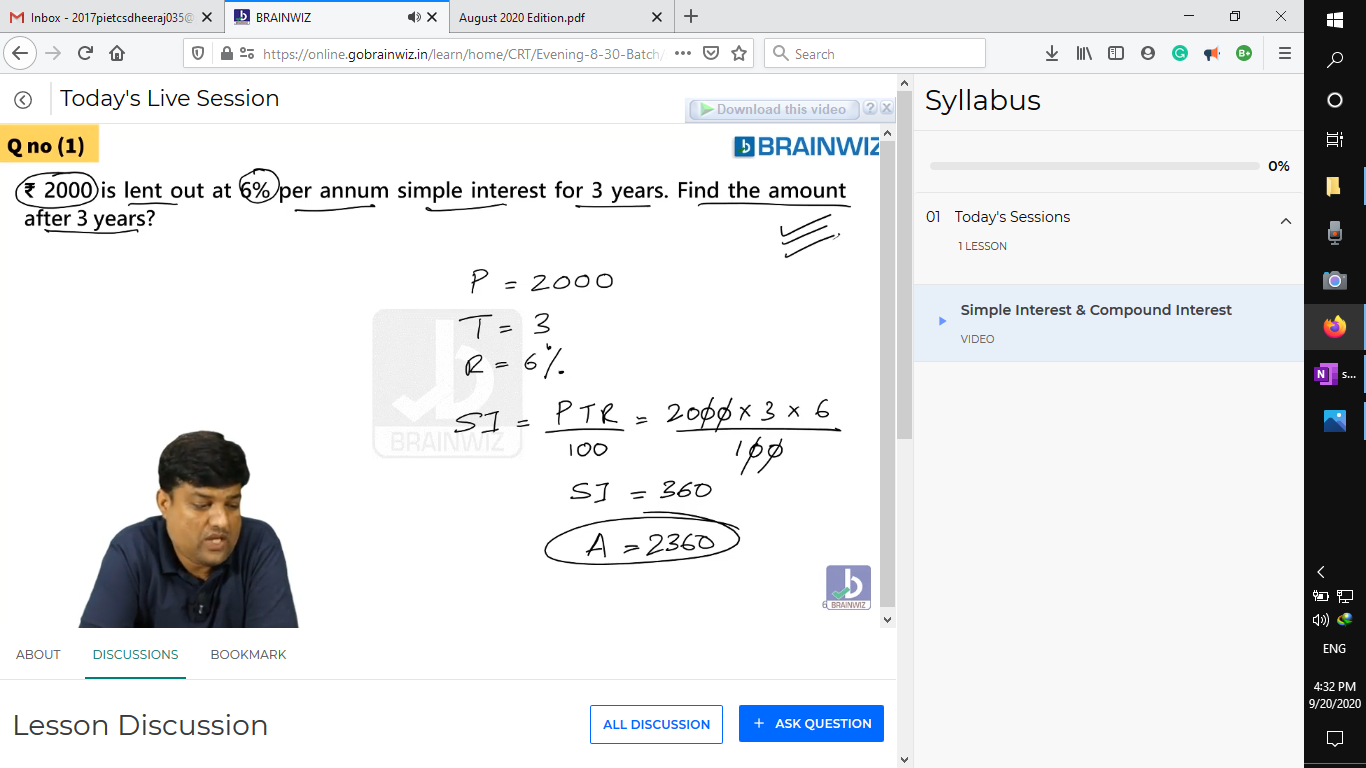 Inbox - 2017pietcsdheeraj035@
BRAINWIZ
August 2020 Edition.pdf
https://online.gobrainwiz.in/learn/home/CRT/Evening-8-30-Batch/
Search
Today's Live Session
Download this video
Q no (1)
BRAINWIZ
₹ 2000 is lent out at 6% per annum simple interest for 3 years. Find the amount
after 3 years?
P = 2000
T = 3
R = 6%
SI = PTR/100 = 2000 × 3 × 6/100
SI = 360
A = 2360
BRAINWIZ
6 BRAINWIZ
ABOUT
DISCUSSIONS
BOOKMARK
Lesson Discussion
ALL DISCUSSION
+ ASK QUESTION
Syllabus
0%
01 Today's Sessions
1 LESSON
Simple Interest & Compound Interest
VIDEO
N s...
ENG
4:32 PM
9/20/2020